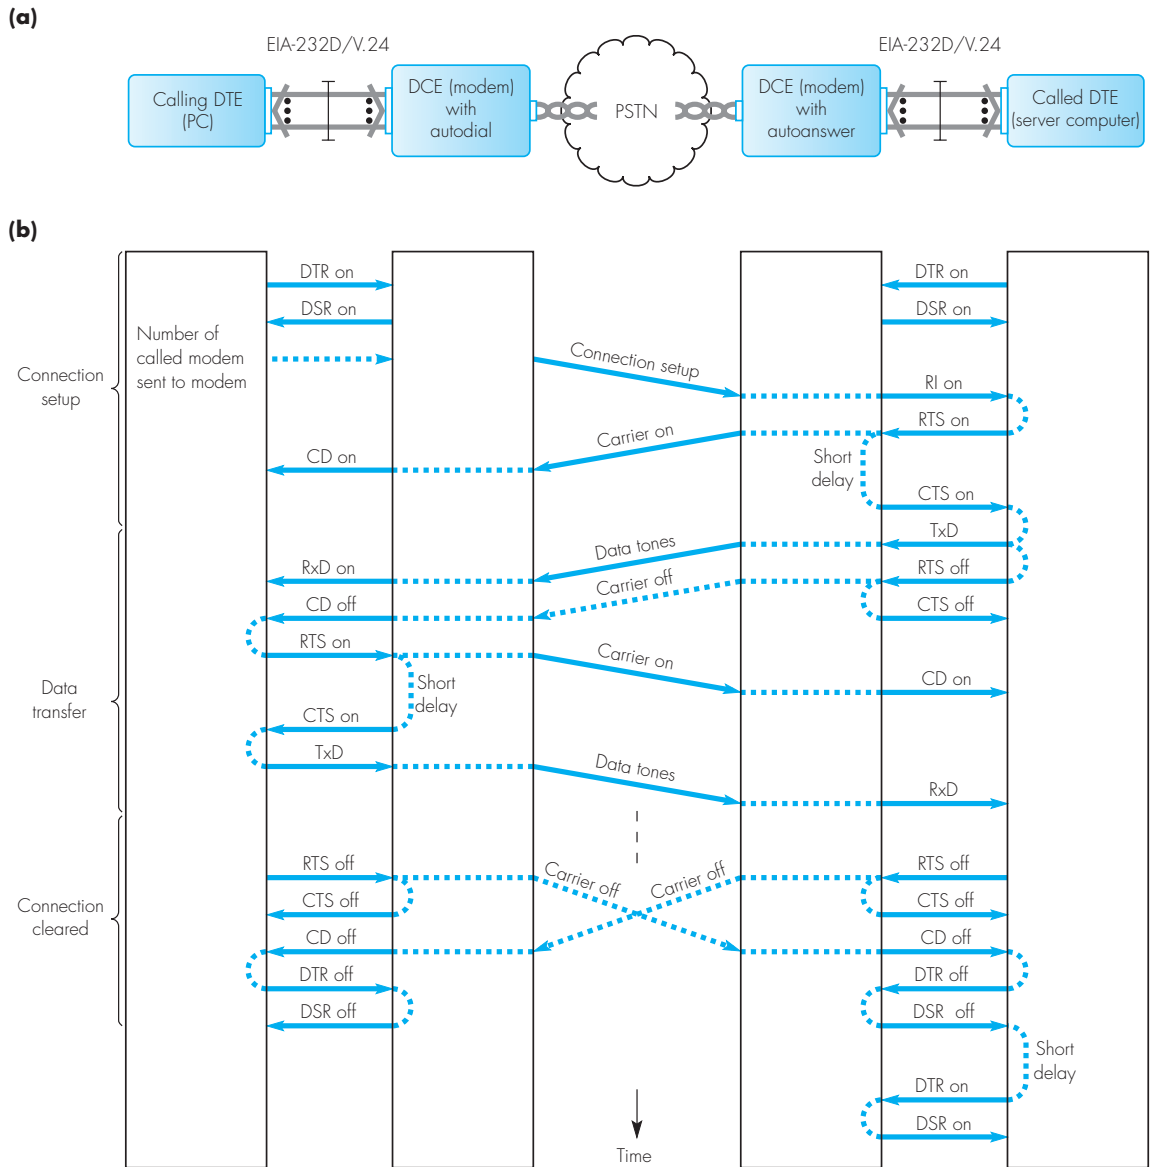 (a)
EIA-232D/V.24
EIA-232D/V.24
Calling DTE
(PC)
DCE (modem)
with
autodial
PSTN
DCE (modem)
with
autoanswer
Called DTE
(server computer)
(b)
DTR on
DTR on
DSR on
DSR on
Number of
called modem
sent to modem
Connection setup
Connection
setup
RI on
RTS on
Carrier on
CD on
Short
delay
CTS on
TxD
Data tones
RxD on
RTS off
Carrier off
CD off
CTS off
RTS on
Carrier on
CD on
Short
delay
Data
transfer
CTS on
TxD
Data tones
RxD
RTS off
Carrier off
Carrier off
RTS off
CTS off
CTS off
Connection
cleared
CD off
CD off
DTR off
DTR off
DSR off
DSR off
Short
delay
DTR on
DSR on
Time